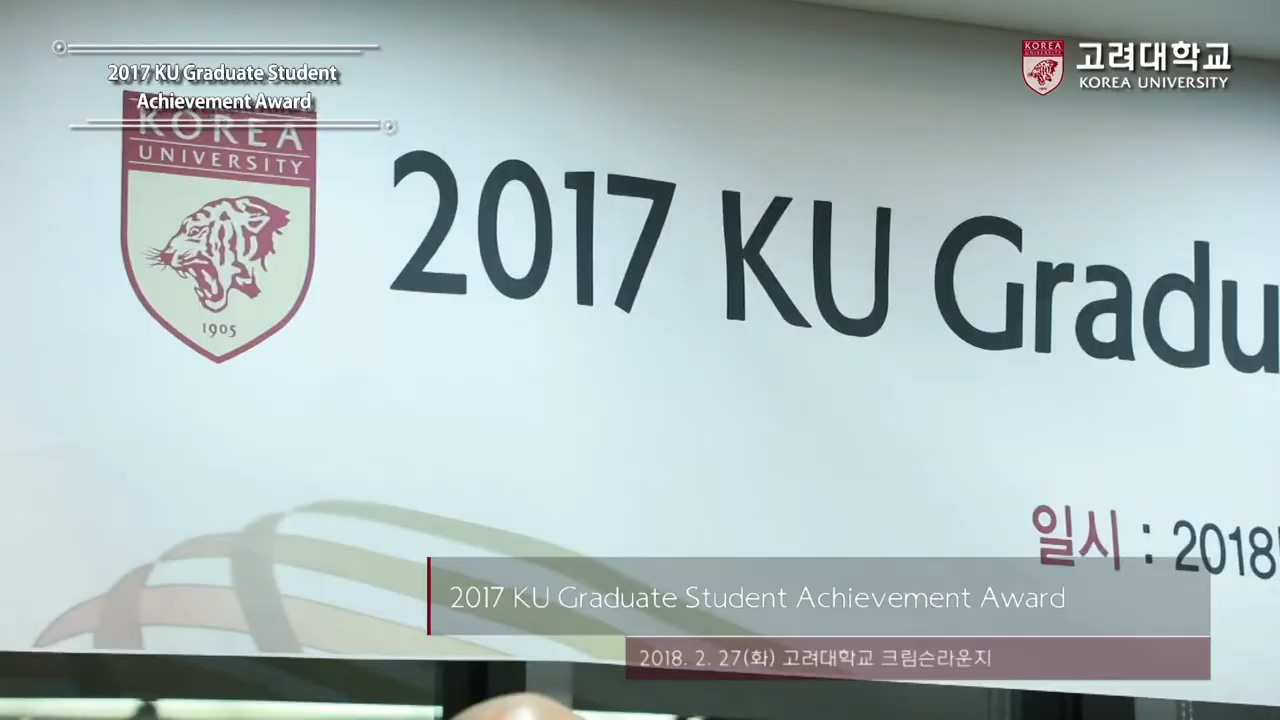 2017 KU Graduate Student
Achievement Award
KOREA
고려대학교
KOREA UNIVERSITY
KOREA
UNIVERSITY
1905
2017 KU Gradu
일시 : 2018
2017 KU Graduate Student Achievement Award
2018. 2. 27(화) 고려대학교 크림슨라운지